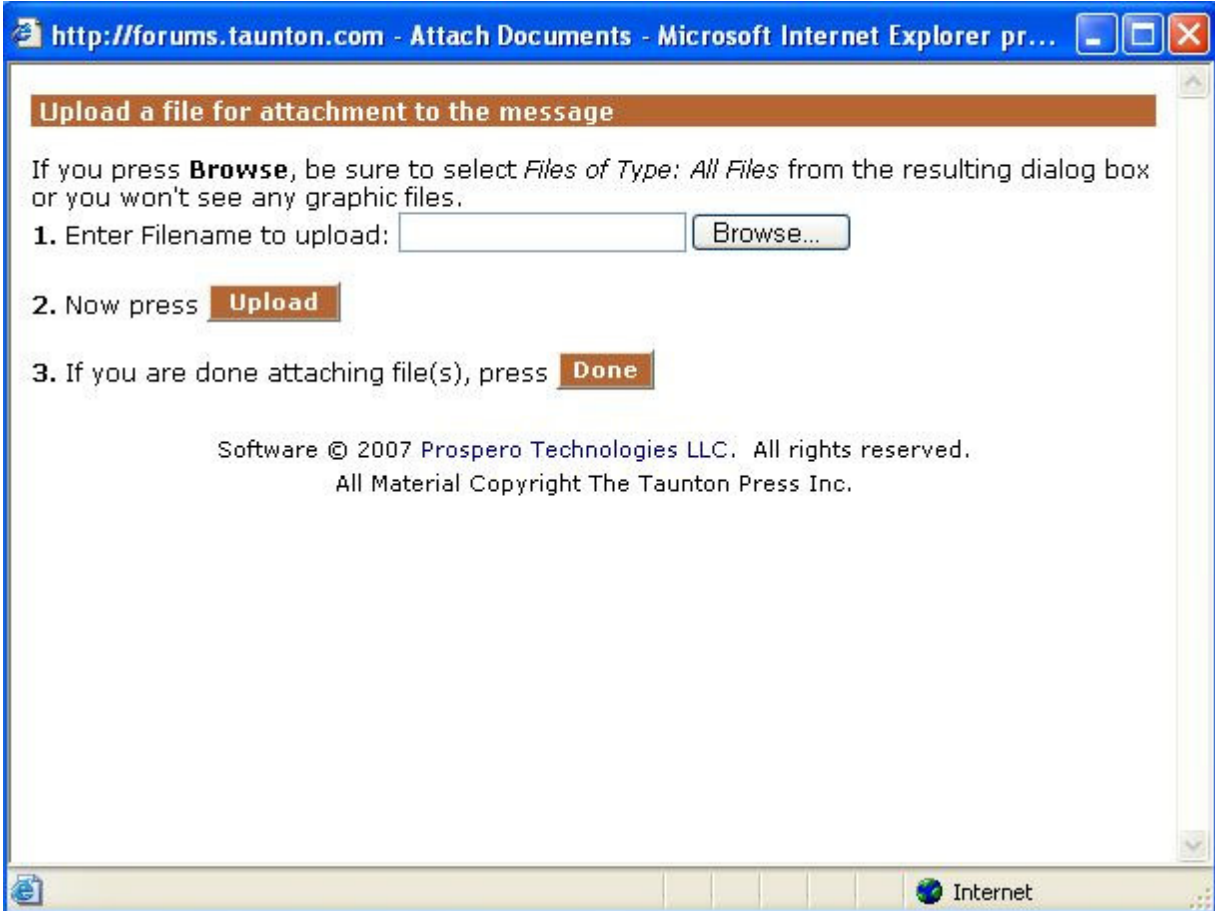 http://forums.taunton.com - Attach Documents - Microsoft Internet Explorer pr...
Upload a file for attachment to the message
If you press Browse, be sure to select Files of Type: All Files from the resulting dialog box
or you won't see any graphic files.
1. Enter Filename to upload: Browse...
2. Now press Upload
3. If you are done attaching file(s), press Done
Software © 2007 Prospero Technologies LLC. All rights reserved.
All Material Copyright The Taunton Press Inc.
Internet